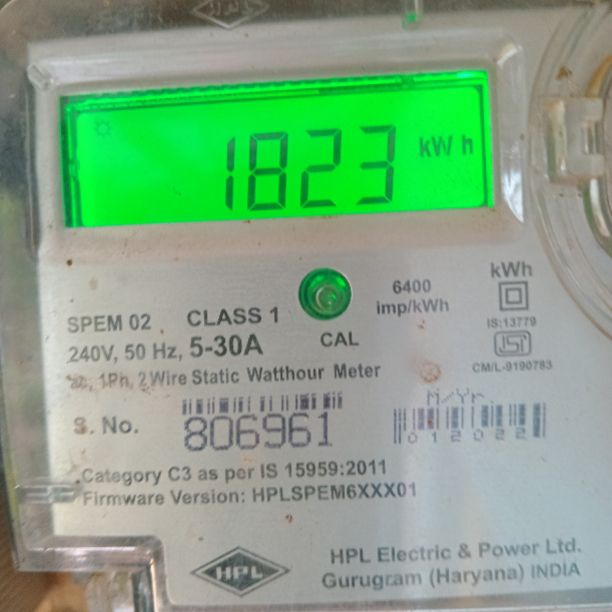 1823 kWh
6400
imp/kWh
kWh
IS:13779
CM/L-9190783
SPEM 02 CLASS 1
CAL
240V, 50 Hz, 5-30A
ac, 1Ph, 2 Wire Static Watthour Meter
M/Yr.
S. No. 806961
012022
Category C3 as per IS 15959:2011
Firmware Version: HPLSPEM6XXX01
HPL
HPL Electric & Power Ltd.
Gurugram (Haryana) INDIA